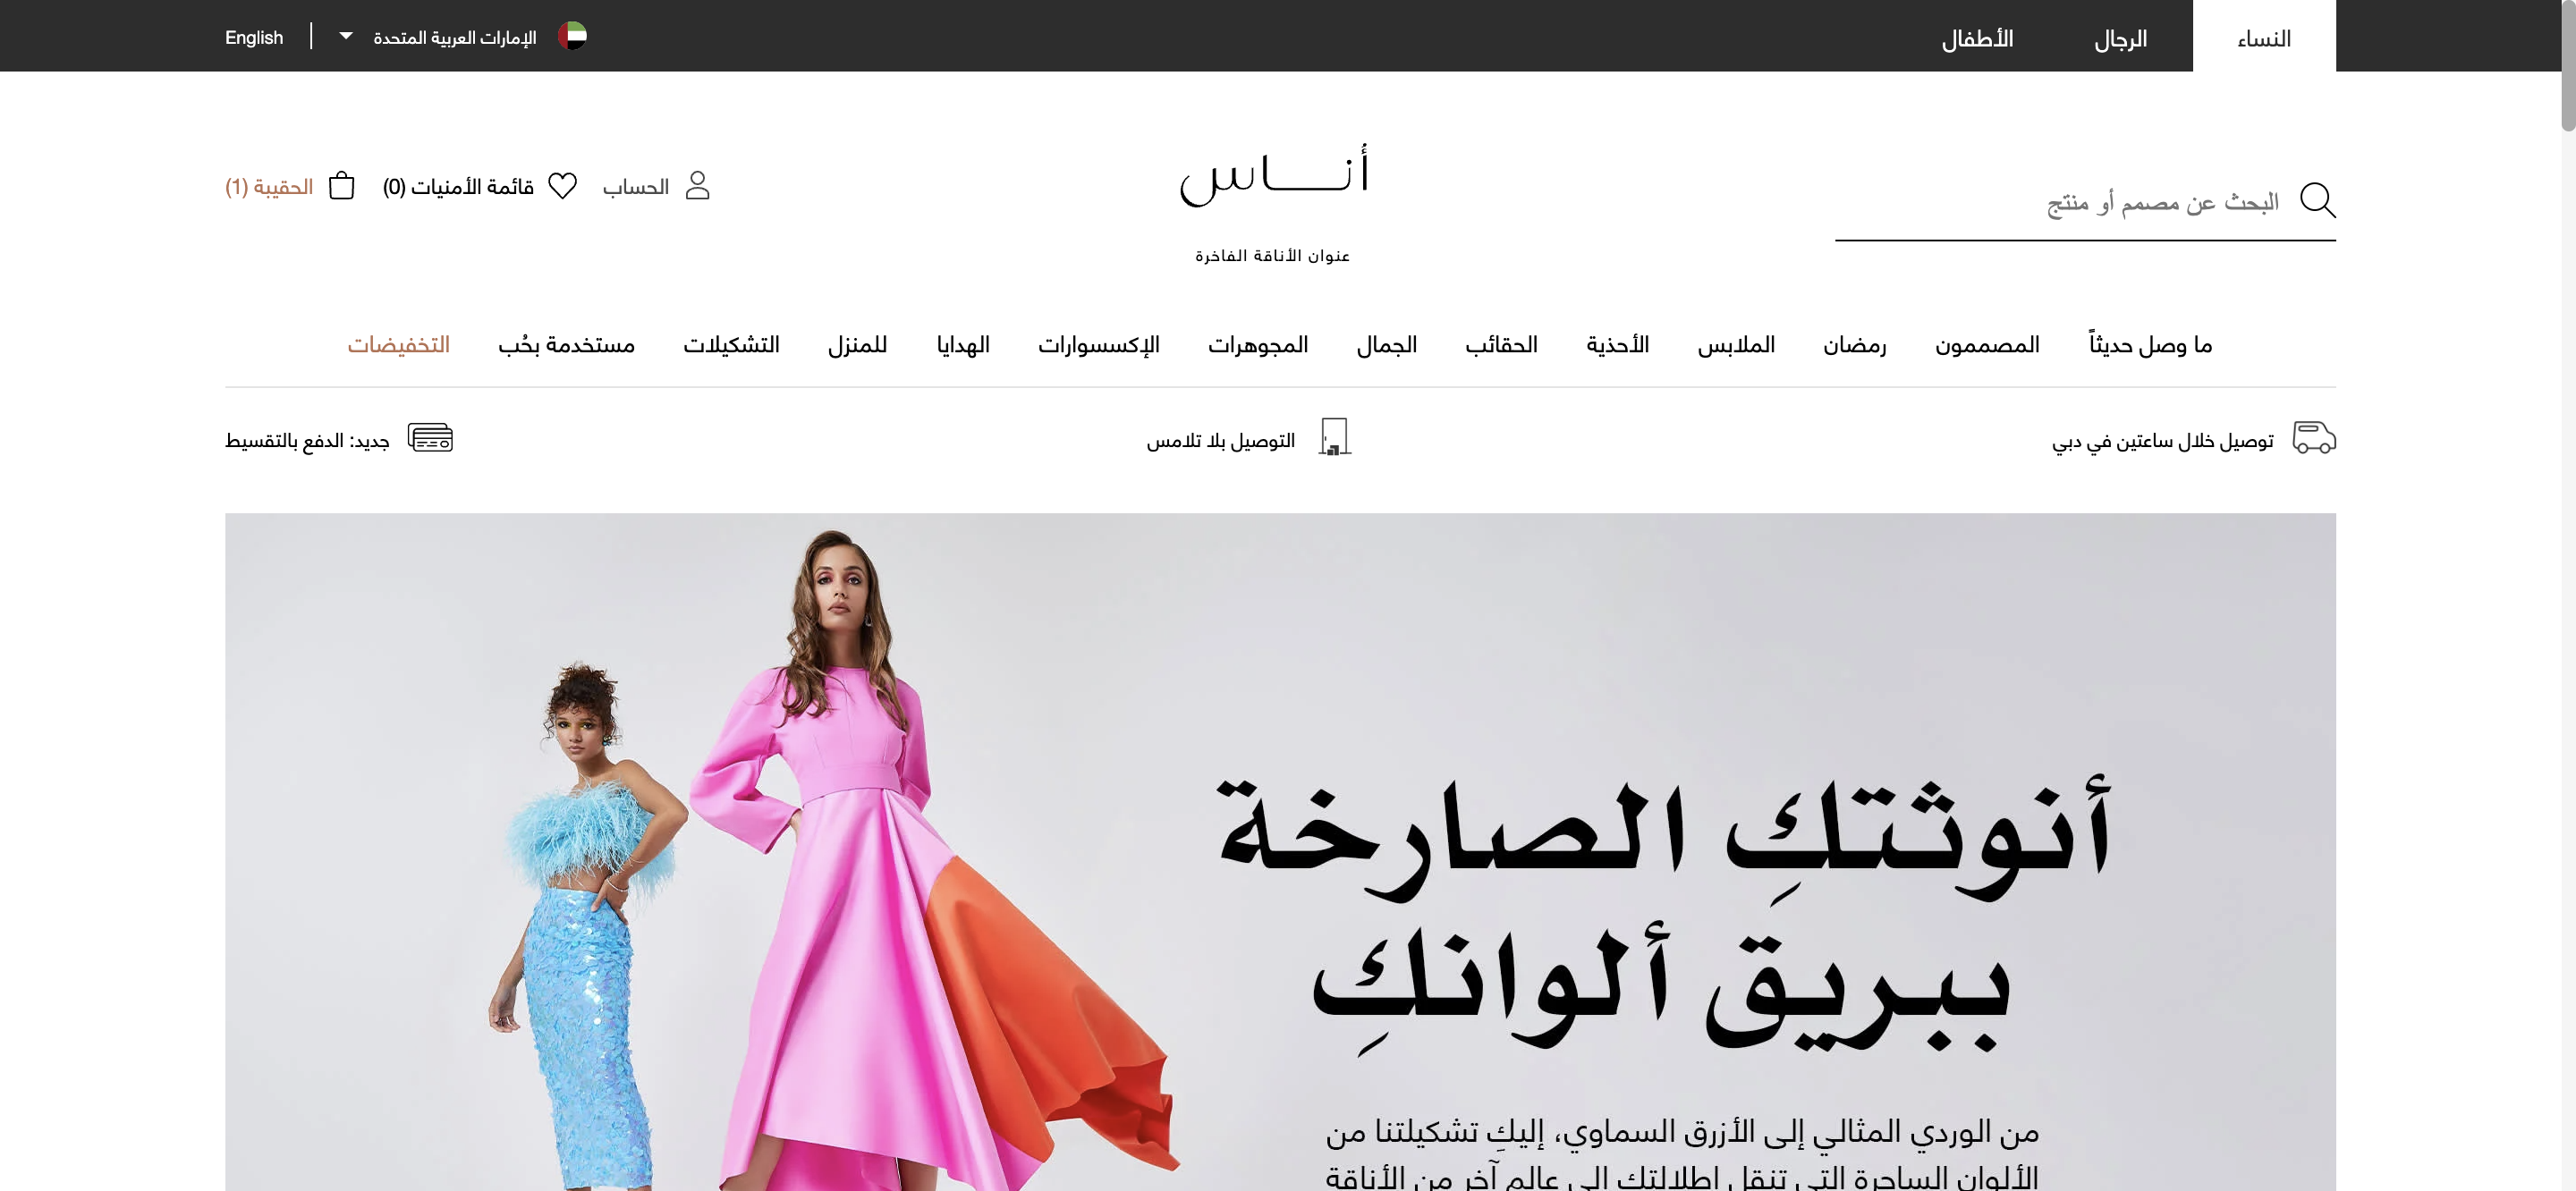 النساء
الرجال
الأطفال
الإمارات العربية المتحدة
English
البحث عن مصمم أو منتج
أناس
عنوان الأناقة الفاخرة
الحساب
قائمة الأمنيات (0)
الحقيبة (1)
ما وصل حديثاً
المصممون
رمضان
الملابس
الأحذية
الحقائب
الجمال
المجوهرات
الإكسسوارات
الهدايا
للمنزل
التشكيلات
مستخدمة بحُب
التخفيضات
توصيل خلال ساعتين في دبي
التوصيل بلا تلامس
جديد: الدفع بالتقسيط
أنوثتكِ الصارخة
ببريق ألوانكِ
من الوردي المثالي إلى الأزرق السماوي، إليكِ تشكيلتنا من
الألوان الساحرة التي تنقل إطلالتك إلى عالمٍ آخر من الأناقة